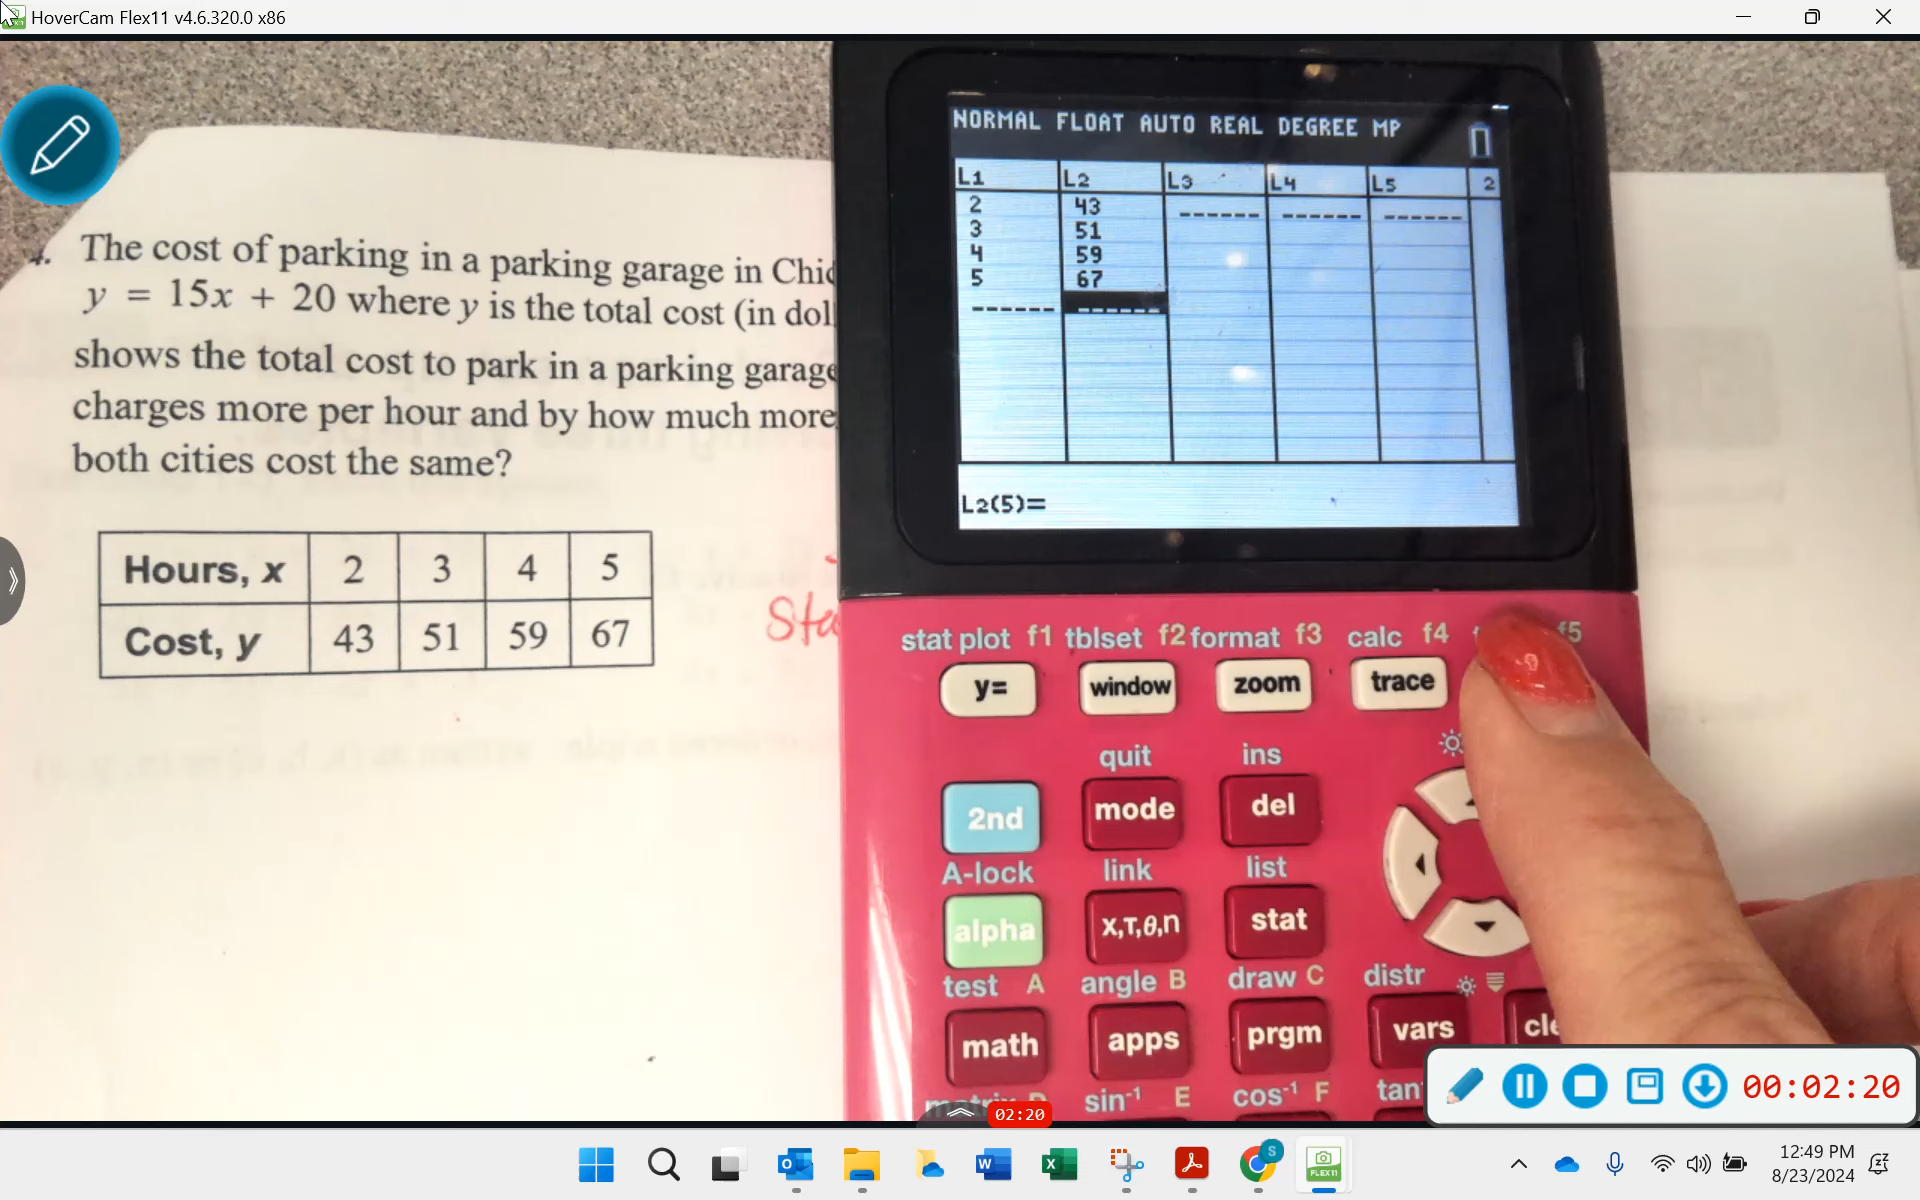 HoverCam Flex11 v4.6.320.0 x86
4. The cost of parking in a parking garage in
y = 15x + 20 where y is the total cost (in
shows the total cost to park in a parking garage
charges more per hour and by how much more
both cities cost the same?
Hours, x 2 3 4 5
Cost, y 43 51 59 67
NORMAL FLOAT AUTO REAL DEGREE MP
L1 L2 L3 L4 L5 2
2 43
3 51
4 59
5 67
L2(5)=
stat plot f1 tblset f2 format f3 calc f4 f5
y= window zoom trace
quit ins
2nd mode del
A-lock link list
alpha X,T,θ,n stat
test A angle B draw C distr
math apps prgm vars
sin-1 E cos-1 F
02:20
00:02:20
FLEX11
12:49 PM
8/23/2024